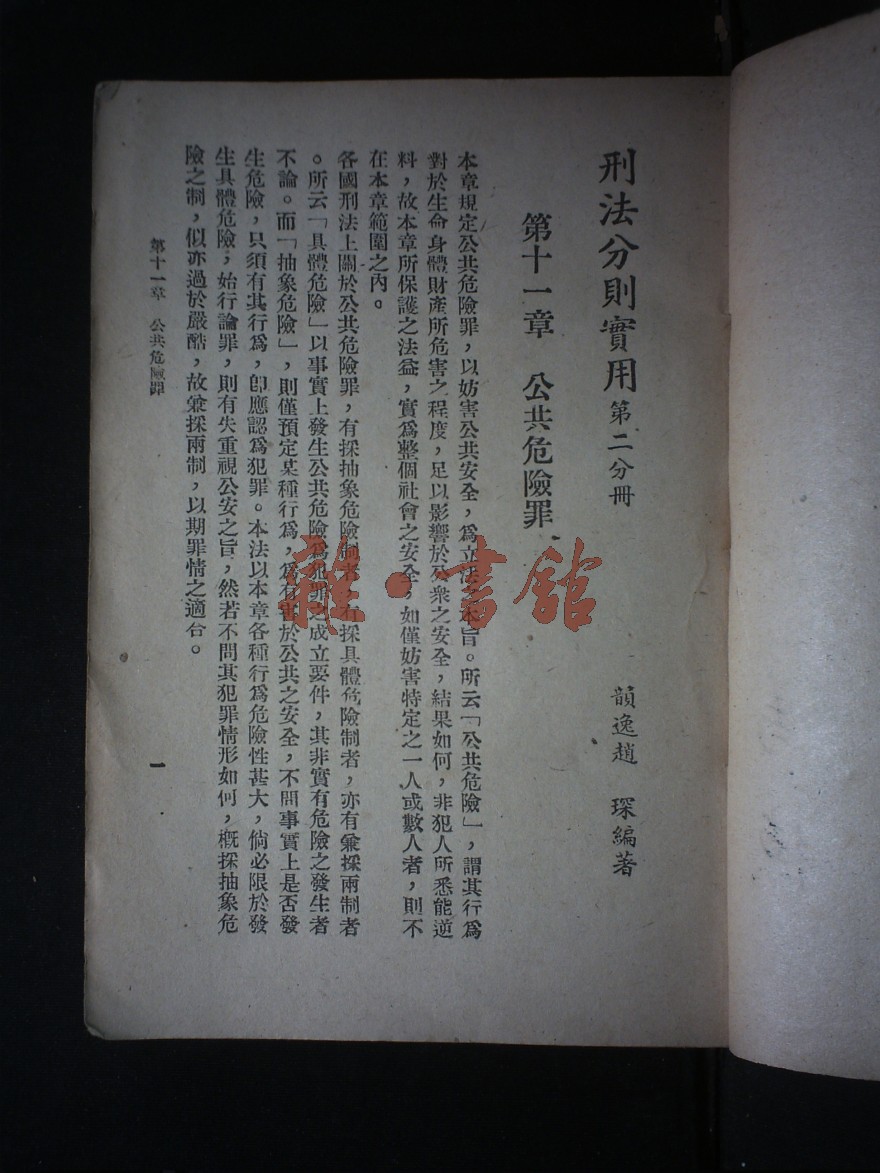 刑法分則實用 第二分冊
韻逸趙 琛編著
第十一章 公共危險罪
本章規定公共危險罪，以妨害公共安全，爲立法之本旨。所云「公共危險」，謂其行爲
對於生命身體財產所危害之程度，足以影響於公衆之安全，結果如何，非犯人所悉能逆
料，故本章所保護之法益，實爲整個社會之安全，如僅妨害特定之一人或數人者，則不
在本章範圍之內。
各國刑法上關於公共危險罪，有採抽象危險制者，有採具體危險制者，亦有兼採兩制者
。所云「具體危險」以事實上發生公共危險爲犯罪之成立要件，其非實有危險之發生者
不論。而「抽象危險」，則僅預定某種行爲，爲有害於公共之安全，不問事實上是否發
生危險，只須有其行爲，卽應認爲犯罪。本法以本章各種行爲危險性甚大，倘必限於發
生具體危險，始行論罪，則有失重視公安之旨，然若不問其犯罪情形如何，槪採抽象危
險之制，似亦過於嚴酷，故兼採兩制，以期罪情之適合。
第十一章 公共危險罪
一
雜·書館